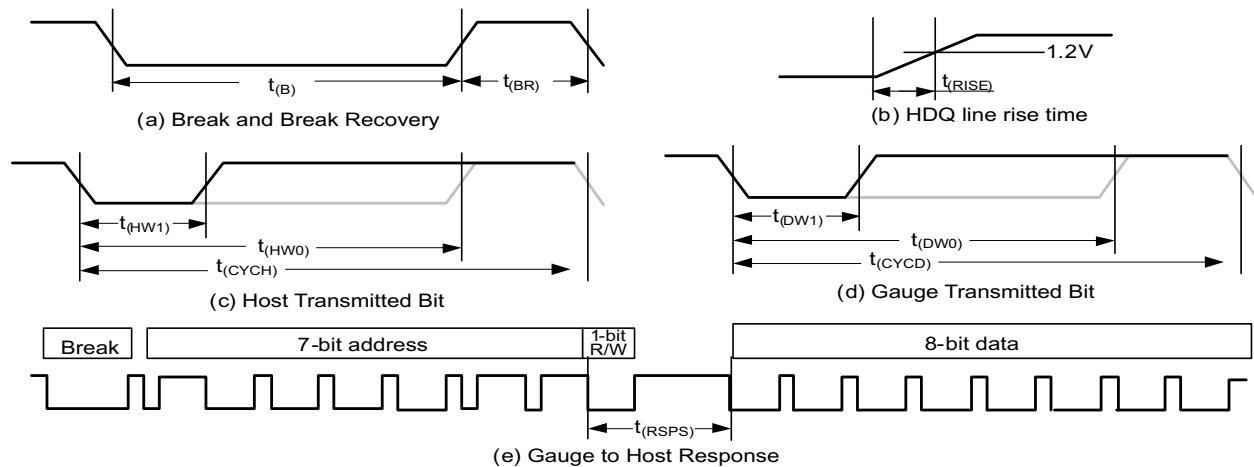 t(B)
t(BR)
(a) Break and Break Recovery
1.2V
t(RISE)
(b) HDQ line rise time
t(HW1)
t(HW0)
t(CYCH)
(c) Host Transmitted Bit
t(DW1)
t(DW0)
t(CYCD)
(d) Gauge Transmitted Bit
Break
7-bit address
1-bit
R/W
8-bit data
t(RSPS)
(e) Gauge to Host Response